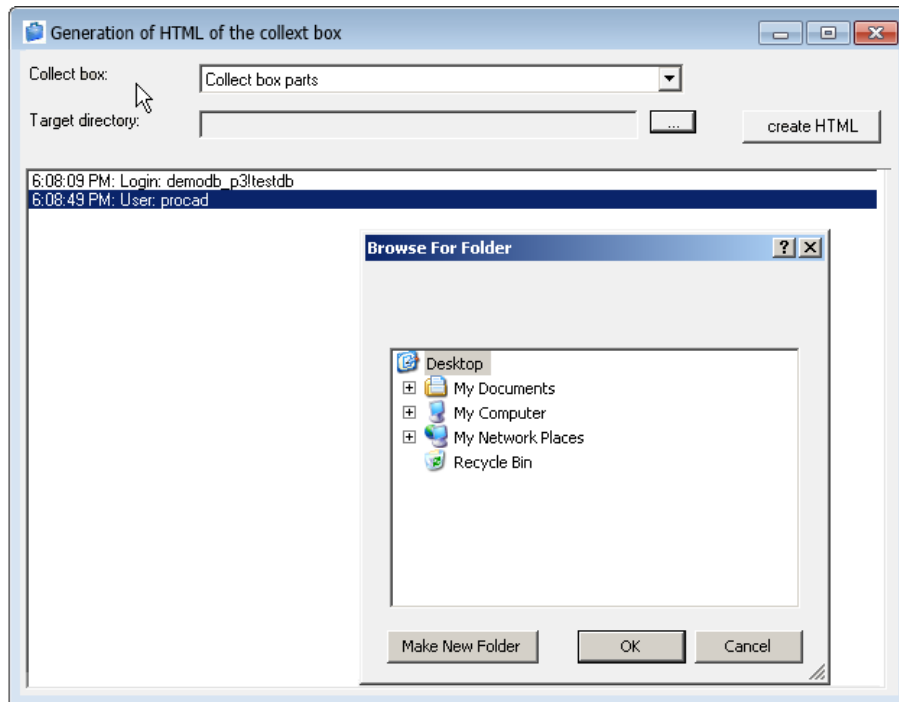 Generation of HTML of the collext box
Collect box:
Collect box parts
Target directory:
...
create HTML
6:08:09 PM: Login: demodb_p3!testdb
6:08:49 PM: User: procad
Browse For Folder
?
Desktop
My Documents
My Computer
My Network Places
Recycle Bin
Make New Folder
OK
Cancel